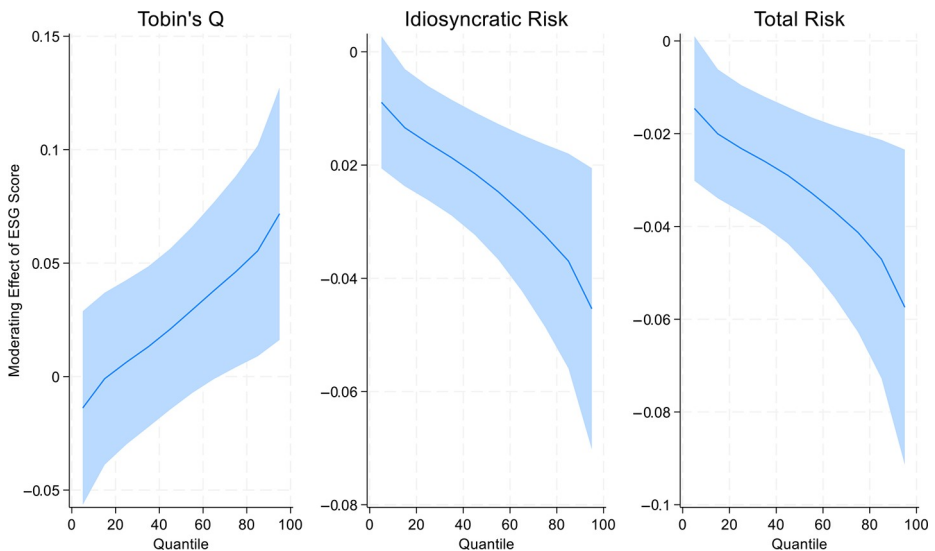 Tobin's Q
Idiosyncratic Risk
Total Risk
Moderating Effect of ESG Score
0.15
0.1
0.05
0
−0.05
0 20 40 60 80 100
Quantile
0
0.02
−0.04
−0.06
−0.08
0 20 40 60 80 100
Quantile
0
−0.02
−0.04
−0.06
−0.08
−0.1
0 20 40 60 80 100
Quantile